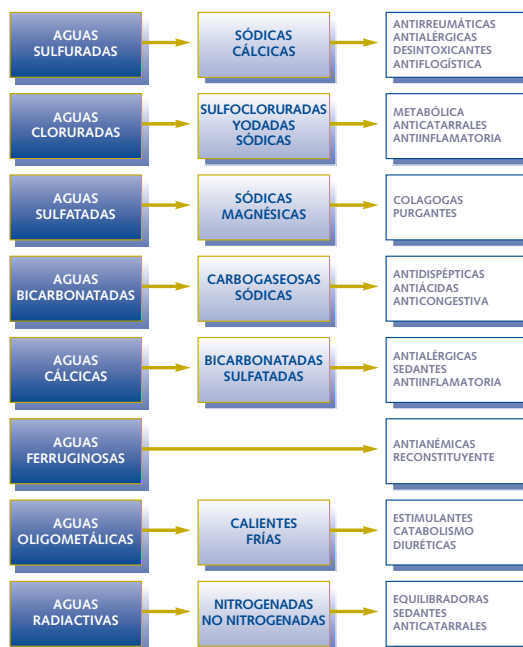 AGUAS
SULFURADAS
SÓDICAS
CÁLCICAS
ANTIRREUMÁTICAS
ANTIALÉRGICAS
DESINTOXICANTES
ANTIFLOGÍSTICA
AGUAS
CLORURADAS
SULFOCLORURADAS
YODADAS
SÓDICAS
METABÓLICA
ANTICATARRALES
ANTIINFLAMATORIA
AGUAS
SULFATADAS
SÓDICAS
MAGNÉSICAS
COLAGOGAS
PURGANTES
AGUAS
BICARBONATADAS
CARBOGASEOSAS
SÓDICAS
ANTIDISPÉPTICAS
ANTIÁCIDAS
ANTICONGESTIVA
AGUAS
CÁLCICAS
BICARBONATADAS
SULFATADAS
ANTIALÉRGICAS
SEDANTES
ANTIINFLAMATORIA
AGUAS
FERRUGINOSAS
ANTIANÉMICAS
RECONSTITUYENTE
AGUAS
OLIGOMETÁLICAS
CALIENTES
FRÍAS
ESTIMULANTES
CATABOLISMO
DIURÉTICAS
AGUAS
RADIACTIVAS
NITROGENADAS
NO NITROGENADAS
EQUILIBRADORAS
SEDANTES
ANTICATARRALES